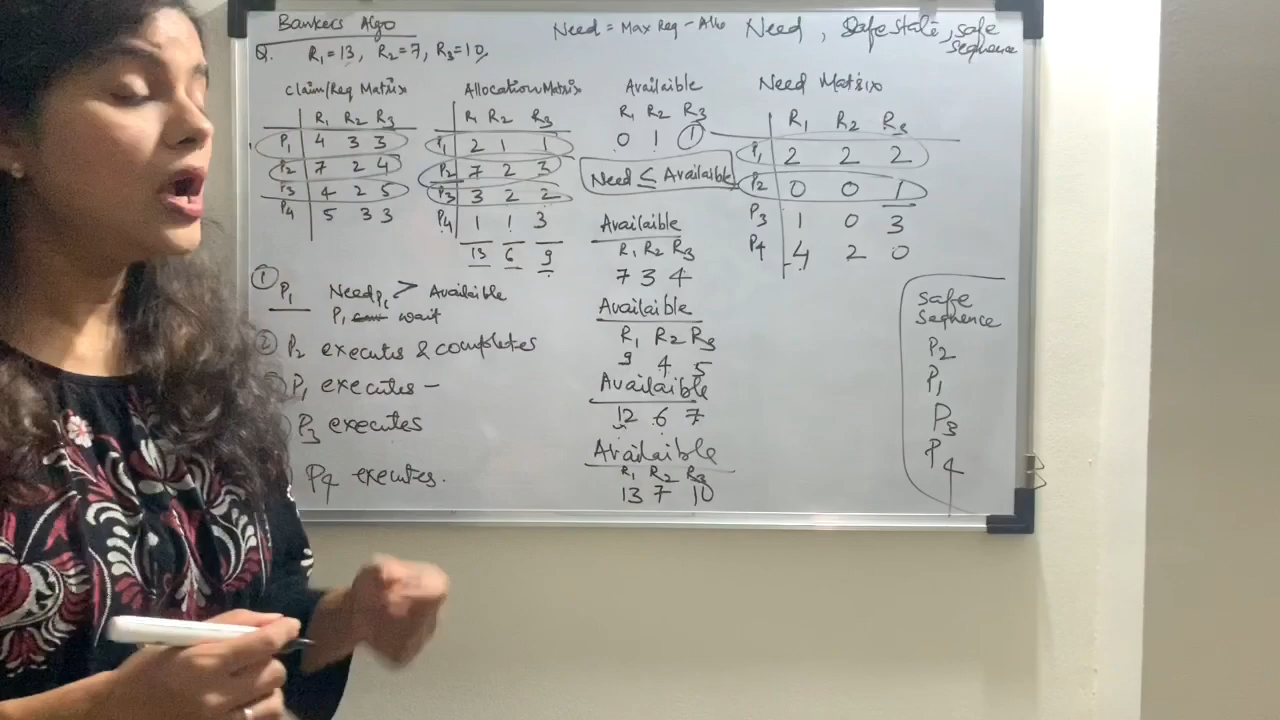 Bankers Algo
Need = Max Req - Allo
Need, Safe state, safe sequence
Q. R1=13, R2=7, R3=10
Claim/Req Matrix
R1 R2 R3
P1 4 3 3
P2 7 2 4
P3 4 2 5
P4 5 3 3
Allocation Matrix
R1 R2 R3
P1 2 1 1
P2 7 2 3
P3 3 2 2
P4 1 1 3
13 6 9
Available
R1 R2 R3
0 1 1
Need ≤ Available
Need Matrix
R1 R2 R3
P1 2 2 2
P2 0 0 1
P3 1 0 3
P4 4 2 0
Available
R1 R2 R3
7 3 4
Available
R1 R2 R3
9 4 5
Available
12 6 7
Available
R1 R2 R3
13 7 10
① P1 NeedP1 > Available
P1 wait
② P2 executes & completes
P1 executes -
P3 executes
P4 executes.
Safe
Sequence
P2
P1
P3
P4